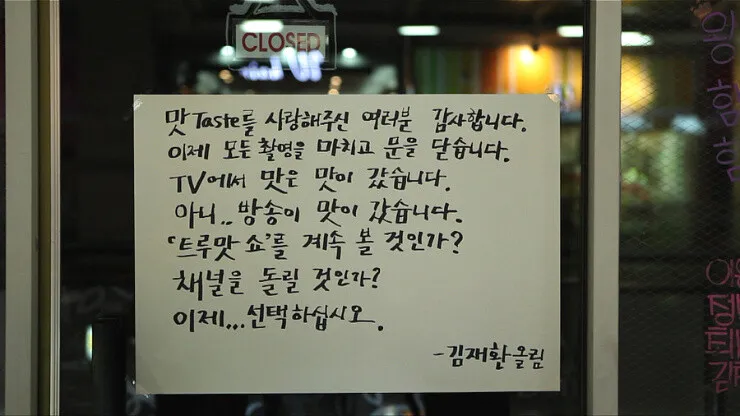 CLOSED
맛 Taste를 사랑해주신 여러분 감사합니다.
이제 모든 촬영을 마치고 문을 닫습니다.
TV에서 맛은 맛이 갔습니다.
아니.. 방송이 맛이 갔습니다.
'트루맛 쇼'를 계속 볼 것인가?
채널을 돌릴 것인가?
이제... 선택하십시오.
-김재환 올림